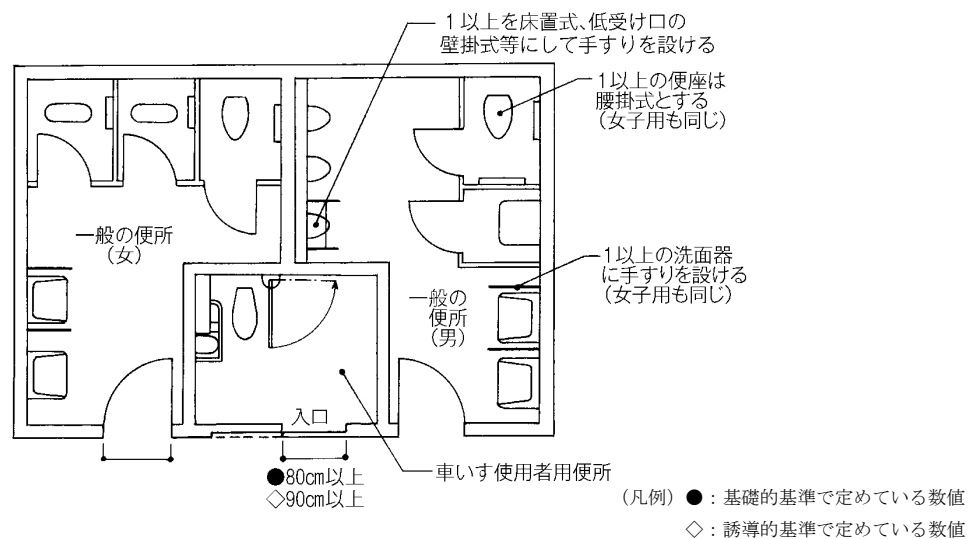 1以上を床置式、低受け口の
壁掛式等にして手すりを設ける
1以上の便座は
腰掛式とする
(女子用も同じ)
一般の便所
(女)
1以上の洗面器
に手すりを設ける
(女子用も同じ)
一般の
便所
(男)
入口
●80cm以上
◇90cm以上
車いす使用者用便所
(凡例)●:基礎的基準で定めている数値
◇:誘導的基準で定めている数値